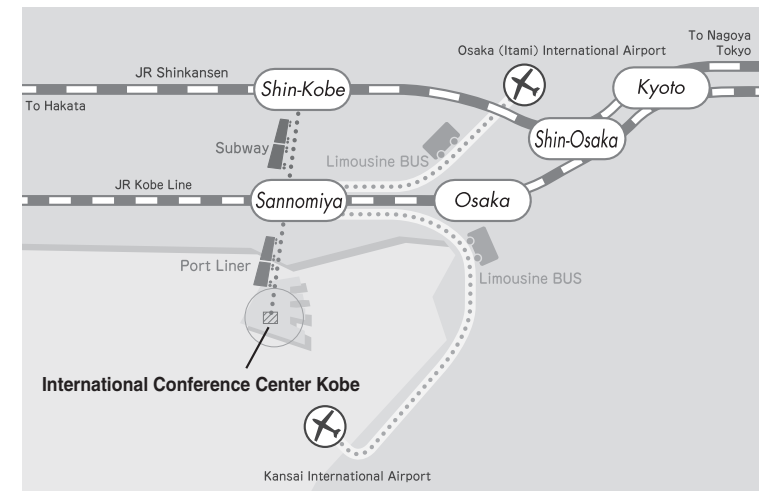 To Nagoya
Tokyo
Osaka (Itami) International Airport
JR Shinkansen
Shin-Kobe
Kyoto
To Hakata
Shin-Osaka
Subway
Limousine BUS
JR Kobe Line
Sannomiya
Osaka
Port Liner
Limousine BUS
International Conference Center Kobe
Kansai International Airport